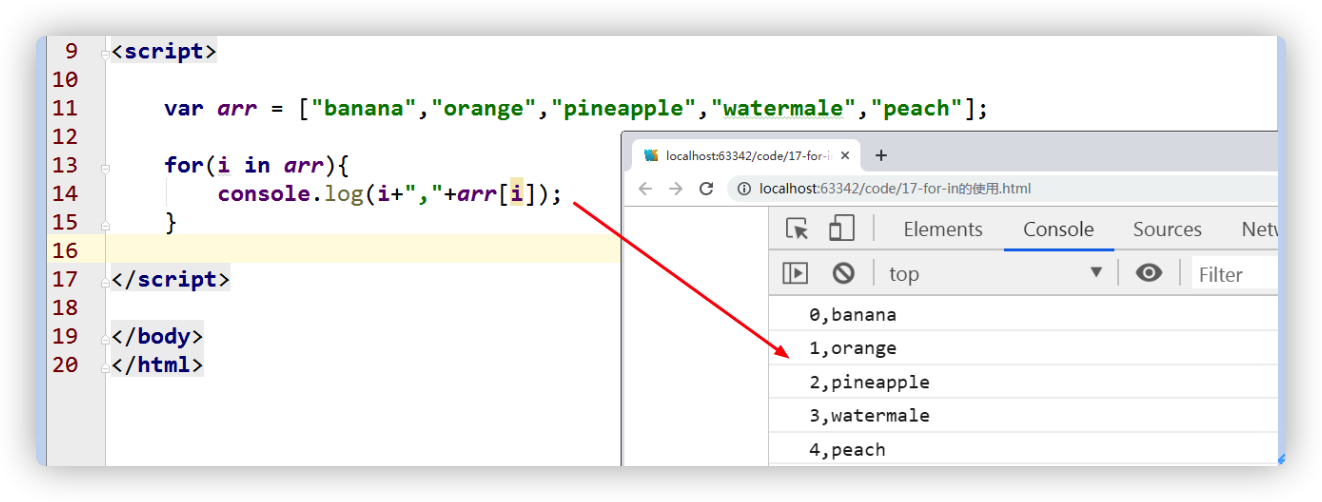 9 <script>
10
11 var arr = ["banana","orange","pineapple","watermale","peach"];
12
13 for(i in arr){
14 console.log(i+","+arr[i]);
15 }
16
17 </script>
18
19 </body>
20 </html>
localhost:63342/code/17-for-i
localhost:63342/code/17-for-in的使用.html
Elements Console Sources Netw
top Filter
0,banana
1,orange
2,pineapple
3,watermale
4,peach